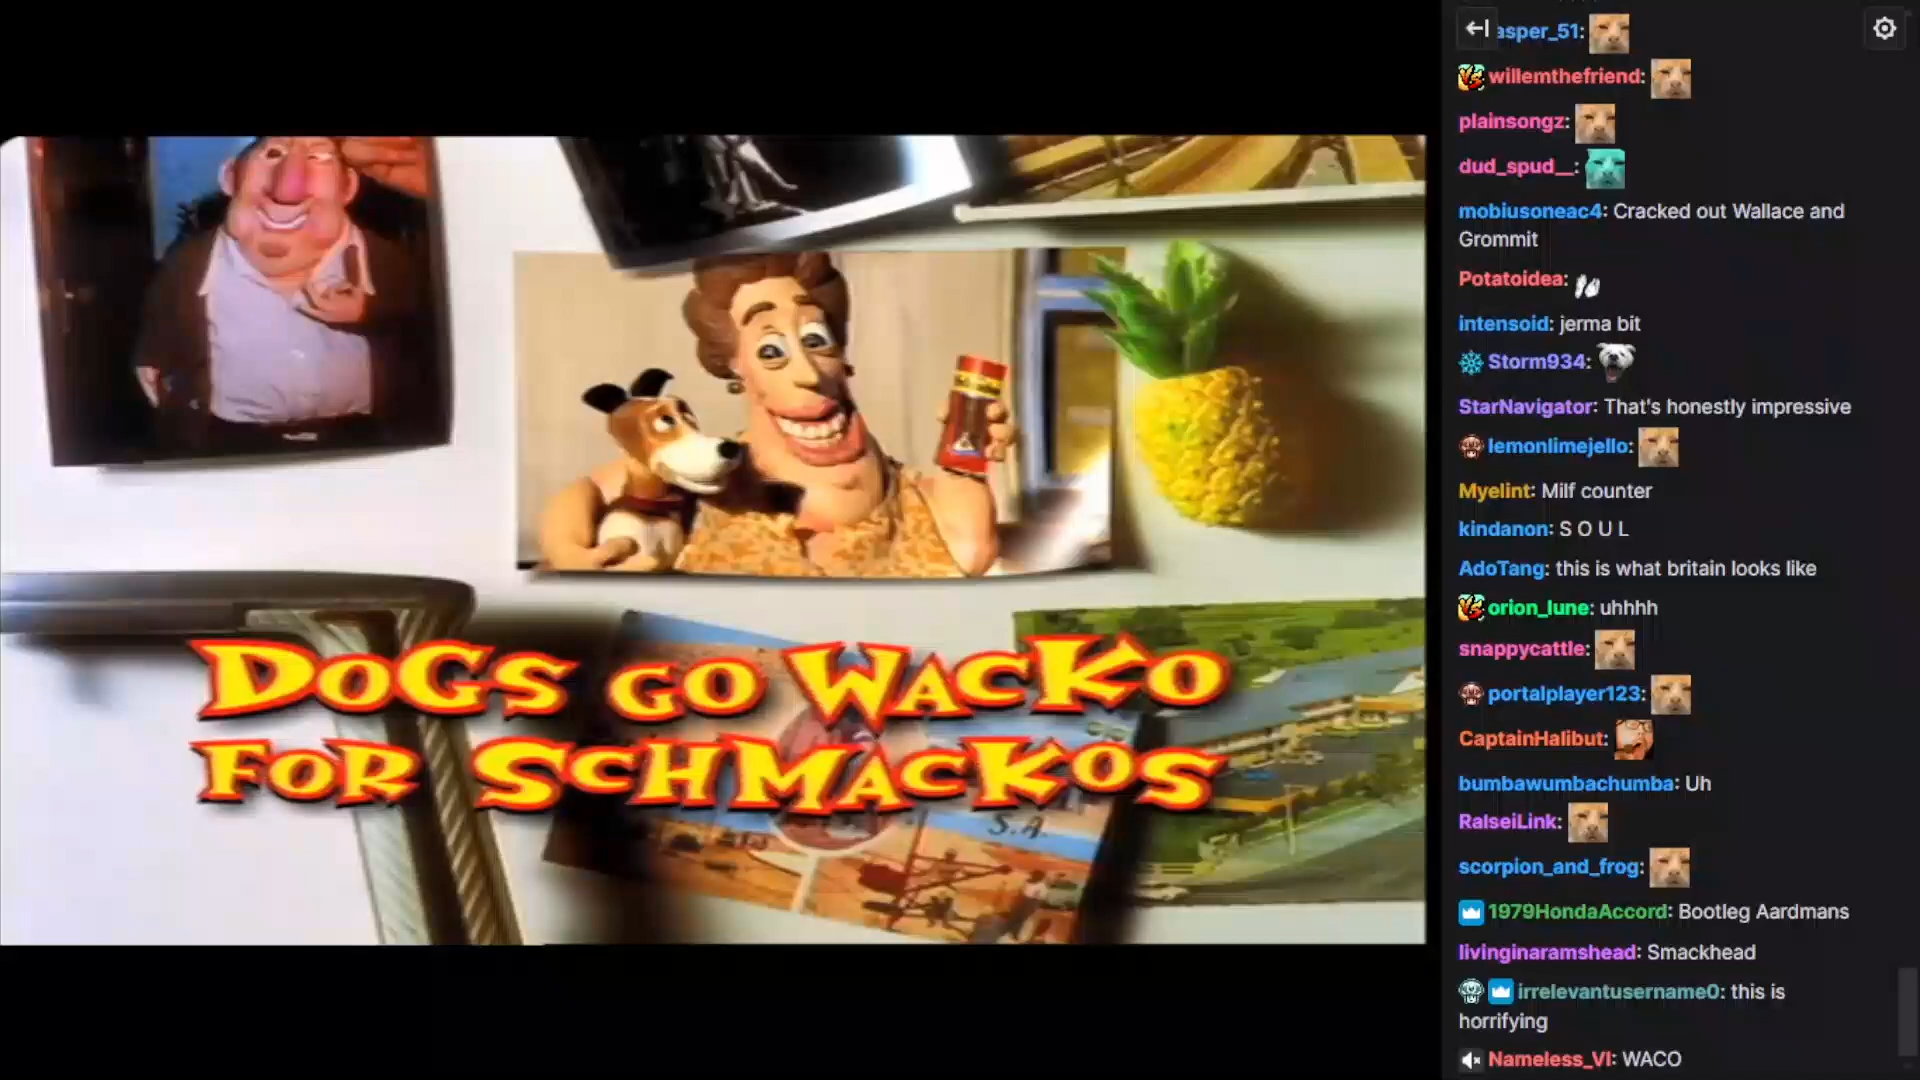 DOGS GO WACKO
FOR SCHMACKOS
S.A.
asper_51:
willemthefriend:
plainsongz:
dud_spud__:
mobiusoneac4: Cracked out Wallace and
Grommit
Potatoidea:
intensoid: jerma bit
Storm934:
StarNavigator: That's honestly impressive
lemonlimejello:
Myelint: Milf counter
kindanon: S O U L
AdoTang: this is what britain looks like
orion_lune: uhhhh
snappycattle:
portalplayer123:
CaptainHalibut:
bumbawumbachumba: Uh
RalseiLink:
scorpion_and_frog:
1979HondaAccord: Bootleg Aardmans
livinginaramshead: Smackhead
irrelevantusername0: this is
horrifying
Nameless_VI: WACO